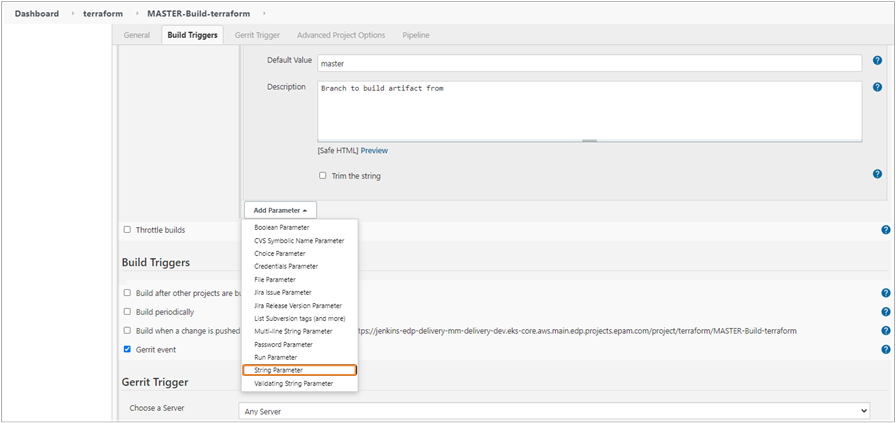 Dashboard › terraform › MASTER-Build-terraform ›
General Build Triggers Gerrit Trigger Advanced Project Options Pipeline
Default Value master
Description Branch to build artifact from
[Safe HTML] Preview
Trim the string
Add Parameter
Boolean Parameter
Throttle builds
CVS Symbolic Name Parameter
Choice Parameter
Build Triggers
Credentials Parameter
File Parameter
Build after other projects are bu
Jira Issue Parameter
Jira Release Version Parameter
Build periodically
List Subversion tags (and more)
Build when a change is pushed
Multi-line String Parameter
ttps://jenkins-edp-delivery-mm-delivery-dev.eks-core.aws.main.edp.projects.epam.com/project/terraform/MASTER-Build-terraform
Password Parameter
Gerrit event
Run Parameter
String Parameter
Gerrit Trigger
Validating String Parameter
Choose a Server Any Server